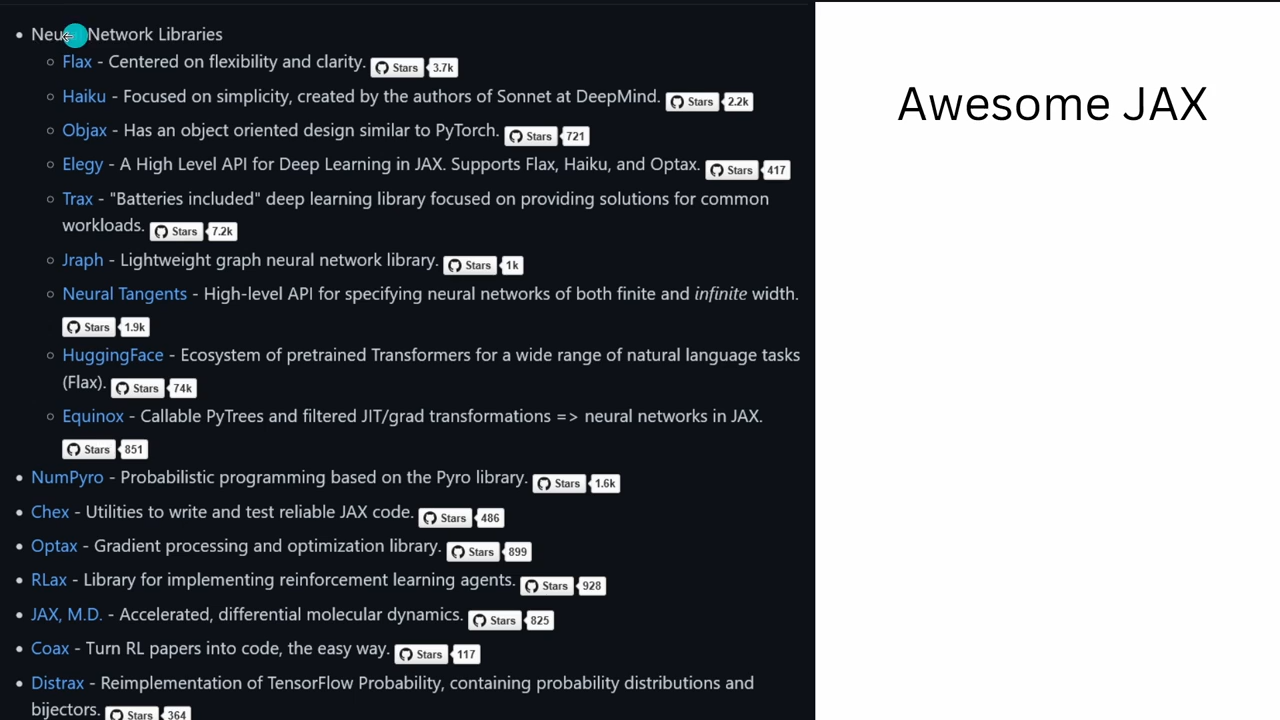 Neural Network Libraries
Flax - Centered on flexibility and clarity. Stars 3.7k
Haiku - Focused on simplicity, created by the authors of Sonnet at DeepMind. Stars 2.2k
Objax - Has an object oriented design similar to PyTorch. Stars 721
Elegy - A High Level API for Deep Learning in JAX. Supports Flax, Haiku, and Optax. Stars 417
Trax - "Batteries included" deep learning library focused on providing solutions for common
workloads. Stars 7.2k
Jraph - Lightweight graph neural network library. Stars 1k
Neural Tangents - High-level API for specifying neural networks of both finite and infinite width.
Stars 1.9k
HuggingFace - Ecosystem of pretrained Transformers for a wide range of natural language tasks
(Flax). Stars 74k
Equinox - Callable PyTrees and filtered JIT/grad transformations => neural networks in JAX.
Stars 851
NumPyro - Probabilistic programming based on the Pyro library. Stars 1.6k
Chex - Utilities to write and test reliable JAX code. Stars 486
Optax - Gradient processing and optimization library. Stars 899
RLax - Library for implementing reinforcement learning agents. Stars 928
JAX, M.D. - Accelerated, differential molecular dynamics. Stars 825
Coax - Turn RL papers into code, the easy way. Stars 117
Distrax - Reimplementation of TensorFlow Probability, containing probability distributions and
bijectors. Stars 364
Awesome JAX